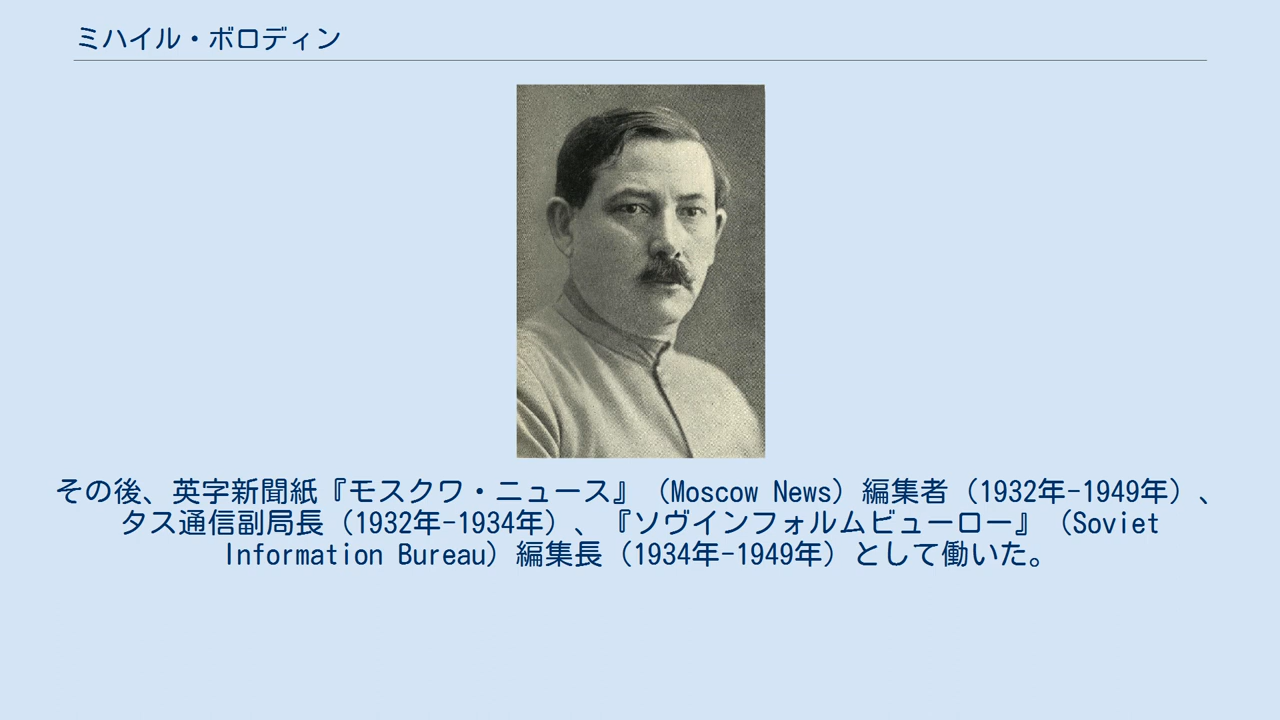 ミハイル・ボロディン
その後、英字新聞紙『モスクワ・ニュース』（Moscow News）編集者（1932年-1949年）、
タス通信副局長（1932年-1934年）、『ソヴインフォルムビューロー』（Soviet
Information Bureau）編集長（1934年-1949年）として働いた。